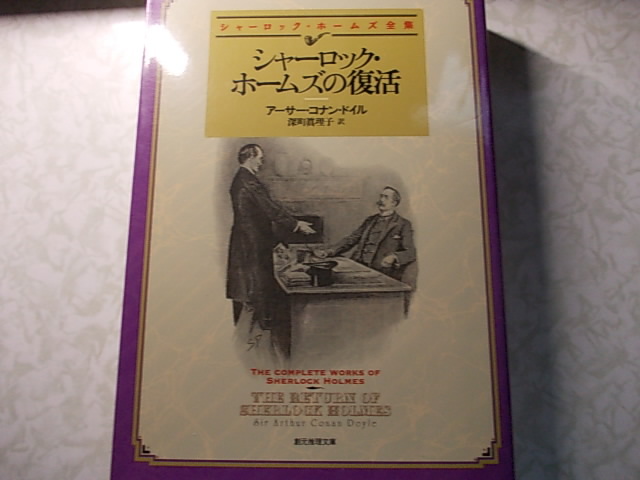 シャーロック・ホームズ全集
シャーロック・
ホームズの復活
アーサー・コナン・ドイル
深町眞理子 訳
SP
THE COMPLETE WORKS OF
SHERLOCK HOLMES
THE RETURN OF
SHERLOCK HOLMES
Sir Arthur Conan Doyle
創元推理文庫